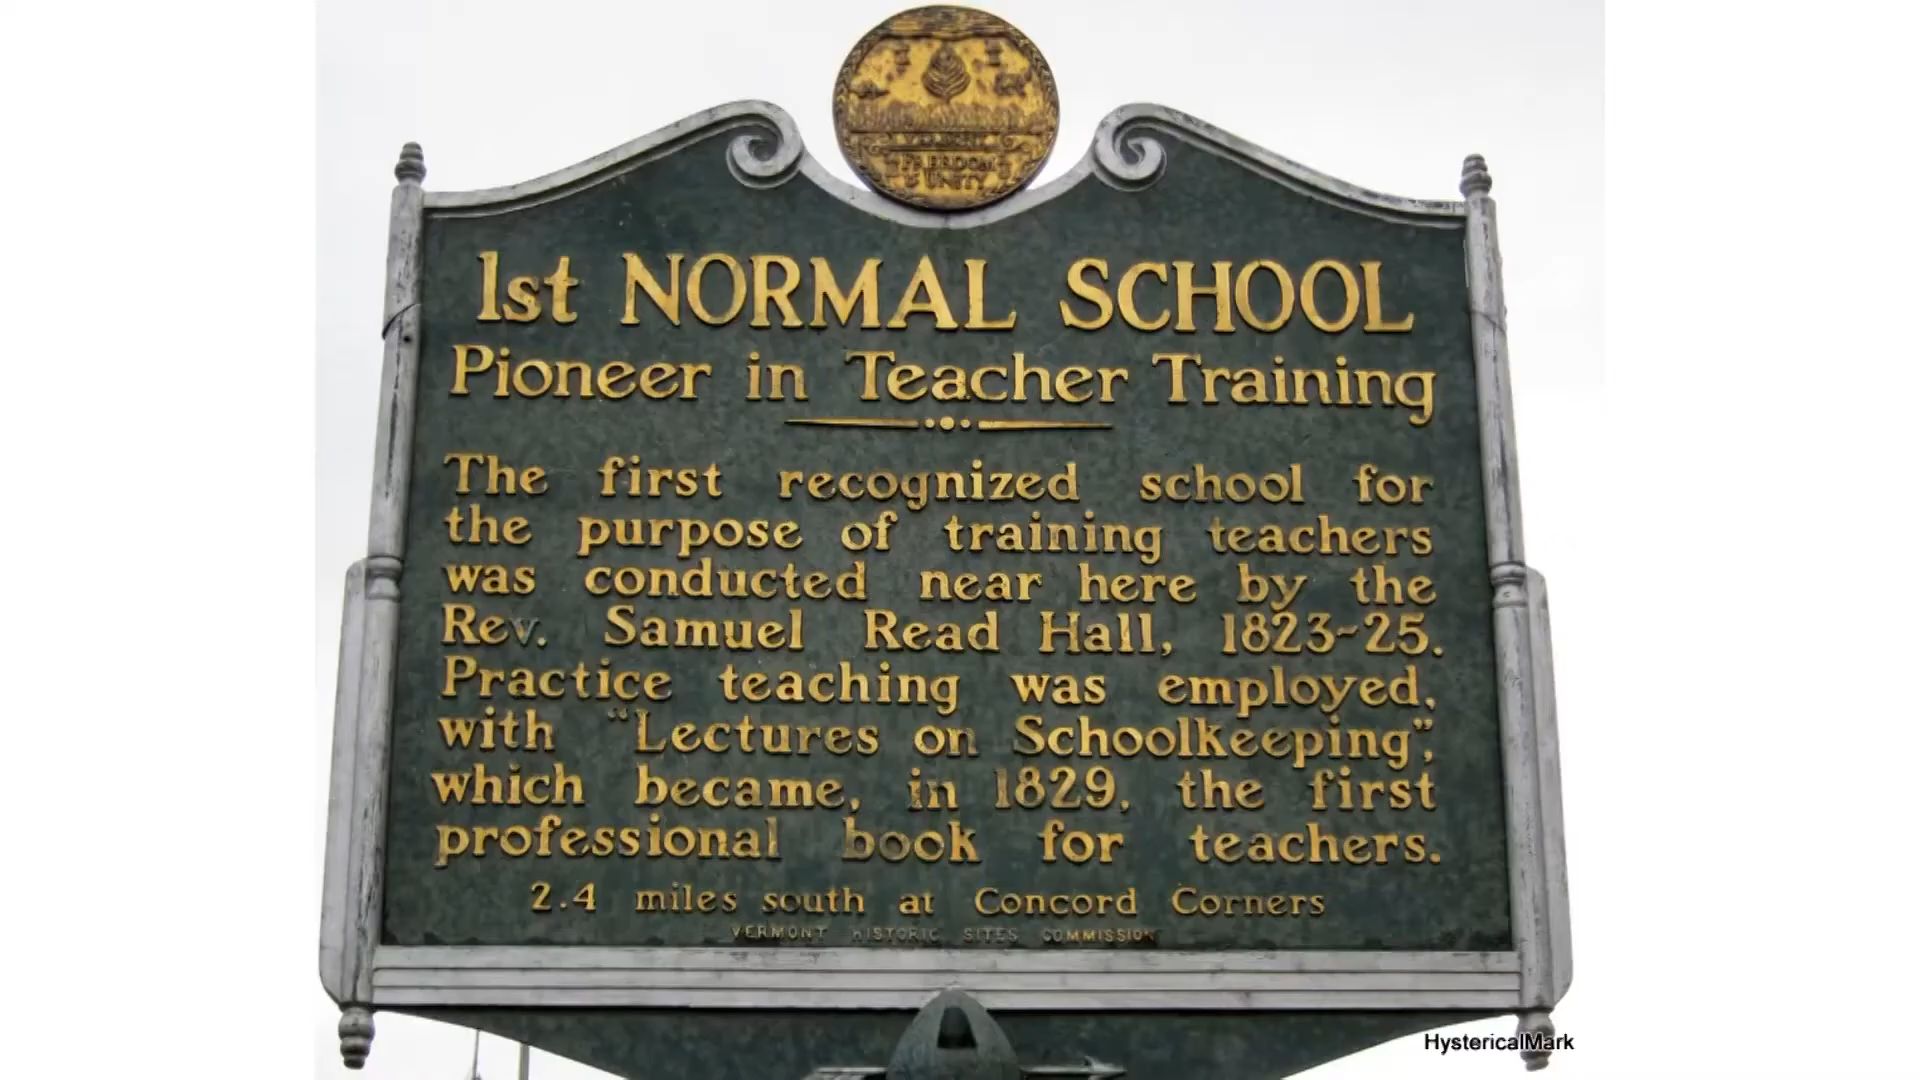 VERMONT
FREEDOM
& UNITY
1st NORMAL SCHOOL
Pioneer in Teacher Training
The first recognized school for
the purpose of training teachers
was conducted near here by the
Rev. Samuel Read Hall, 1823-25.
Practice teaching was employed,
with "Lectures on Schoolkeeping",
which became, in 1829, the first
professional book for teachers.
2.4 miles south at Concord Corners
VERMONT HISTORIC SITES COMMISSION
HystericalMark